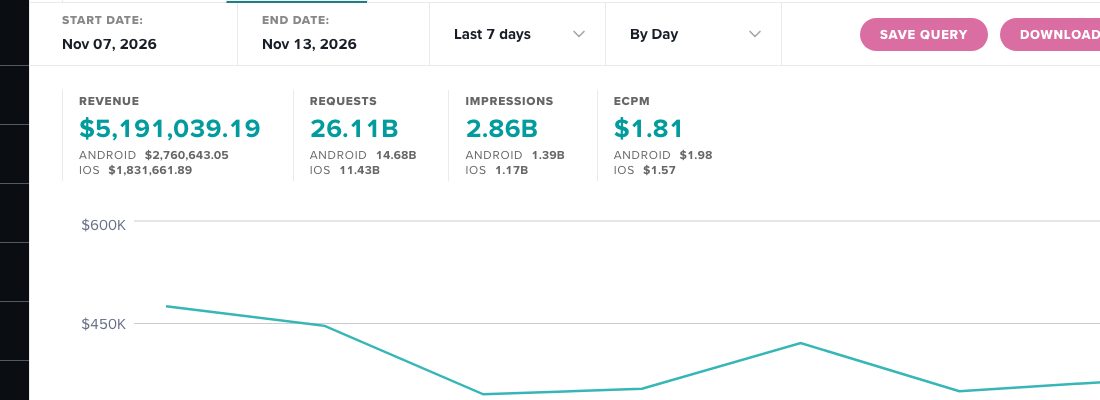 START DATE:
Nov 07, 2026
END DATE:
Nov 13, 2026
Last 7 days
By Day
SAVE QUERY
DOWNLOAD
REVENUE
$5,191,039.19
ANDROID $2,760,643.05
IOS $1,831,661.89
REQUESTS
26.11B
ANDROID 14.68B
IOS 11.43B
IMPRESSIONS
2.86B
ANDROID 1.39B
IOS 1.17B
ECPM
$1.81
ANDROID $1.98
IOS $1.57
$600K
$450K